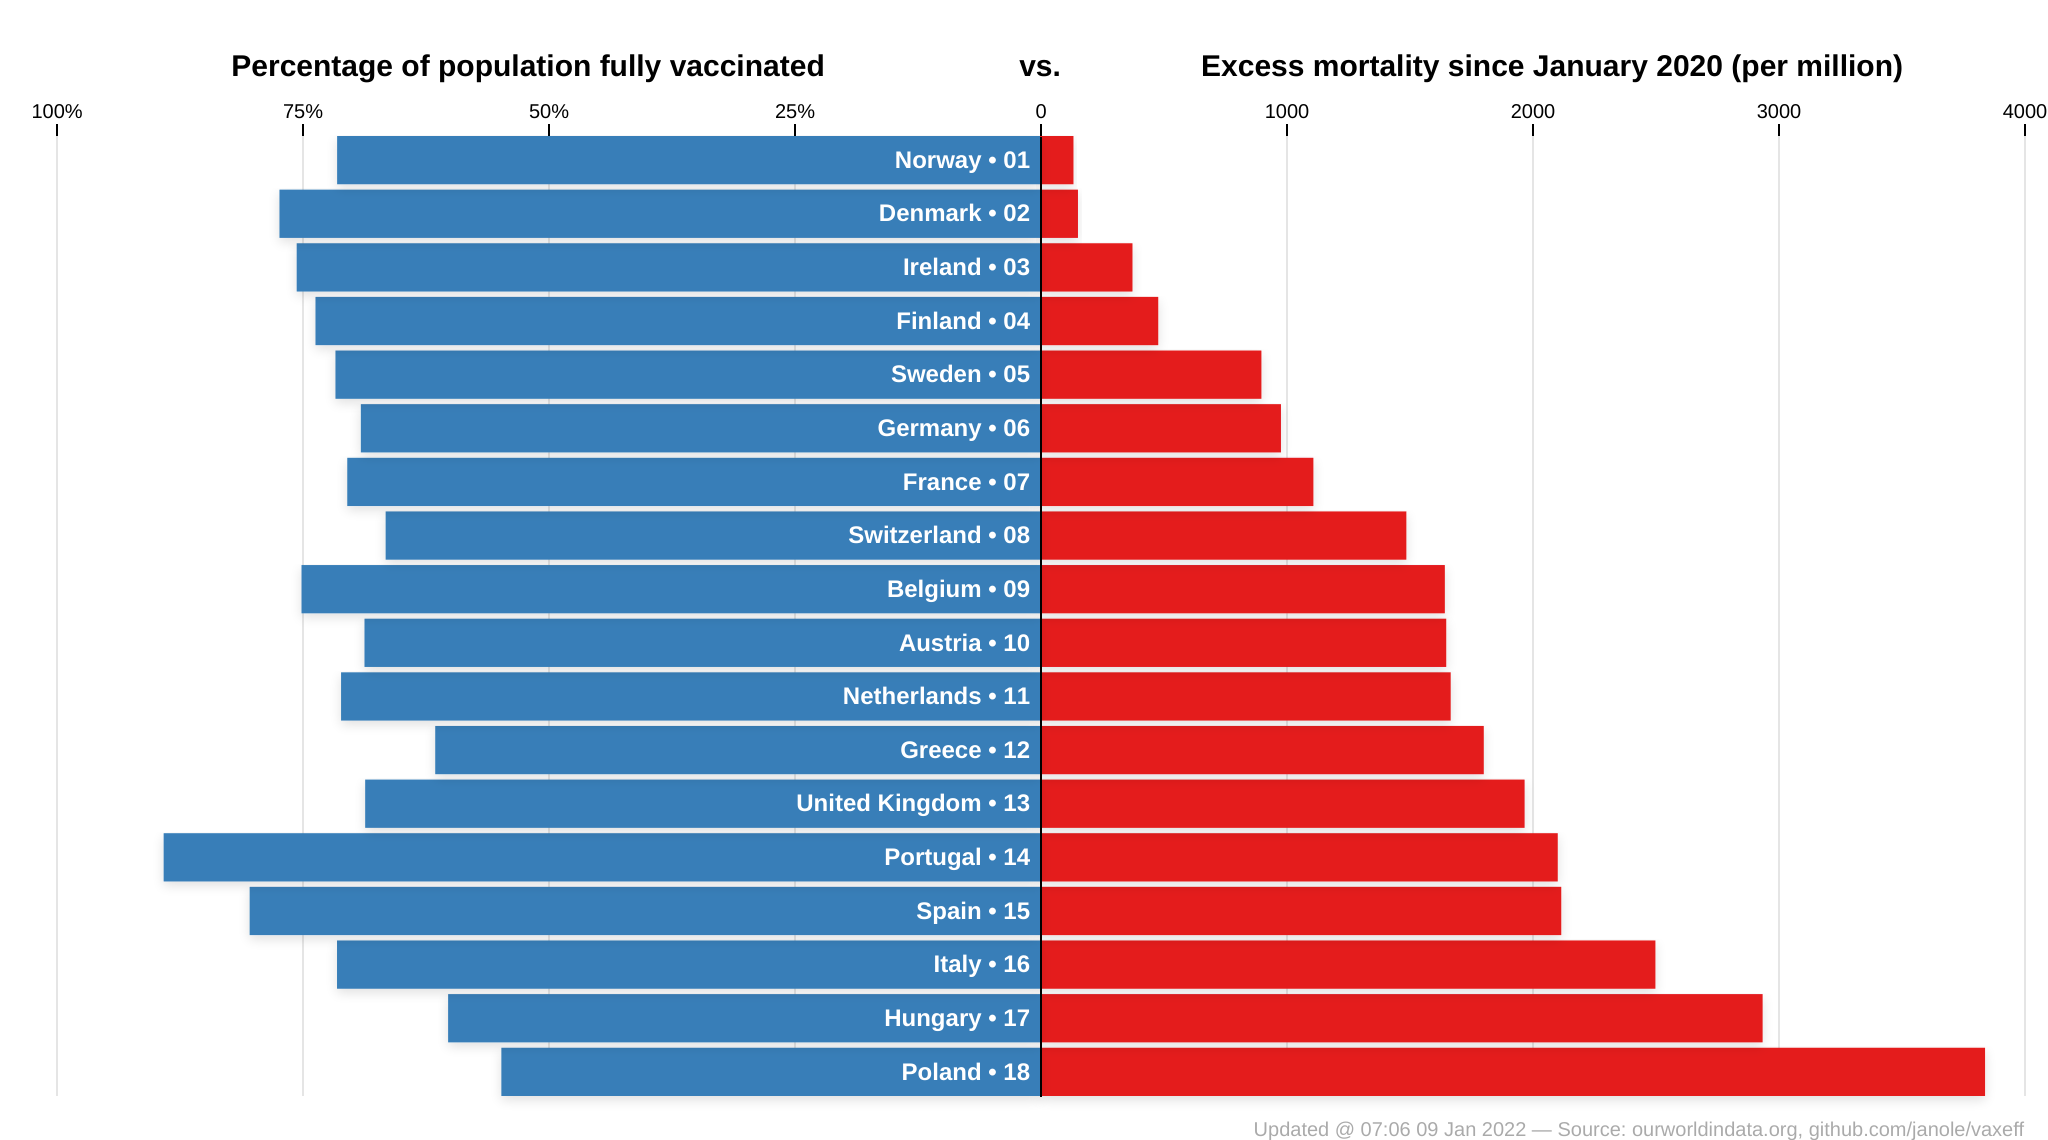 Percentage of population fully vaccinated vs. Excess mortality since January 2020 (per million)
100% 75% 50% 25% 0 1000 2000 3000 4000
Norway • 01
Denmark • 02
Ireland • 03
Finland • 04
Sweden • 05
Germany • 06
France • 07
Switzerland • 08
Belgium • 09
Austria • 10
Netherlands • 11
Greece • 12
United Kingdom • 13
Portugal • 14
Spain • 15
Italy • 16
Hungary • 17
Poland • 18
Updated @ 07:06 09 Jan 2022 — Source: ourworldindata.org, github.com/janole/vaxeff